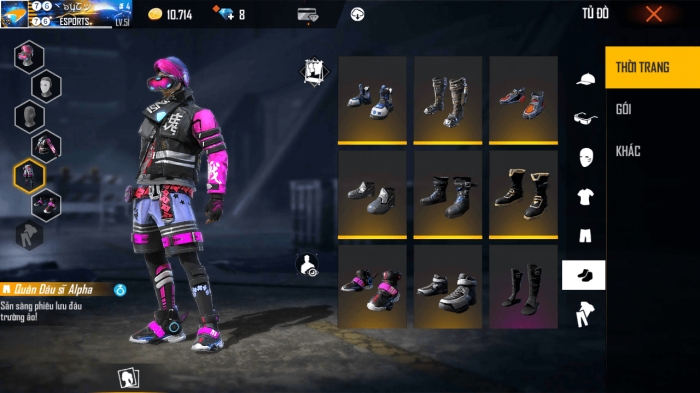 ESPORTS
LV.51
10.714
8
TỦ ĐỒ
THỜI TRANG
GÓI
KHÁC
Quần Đấu sĩ Alpha
Sẵn sàng phiêu lưu đấu
trường ảo!